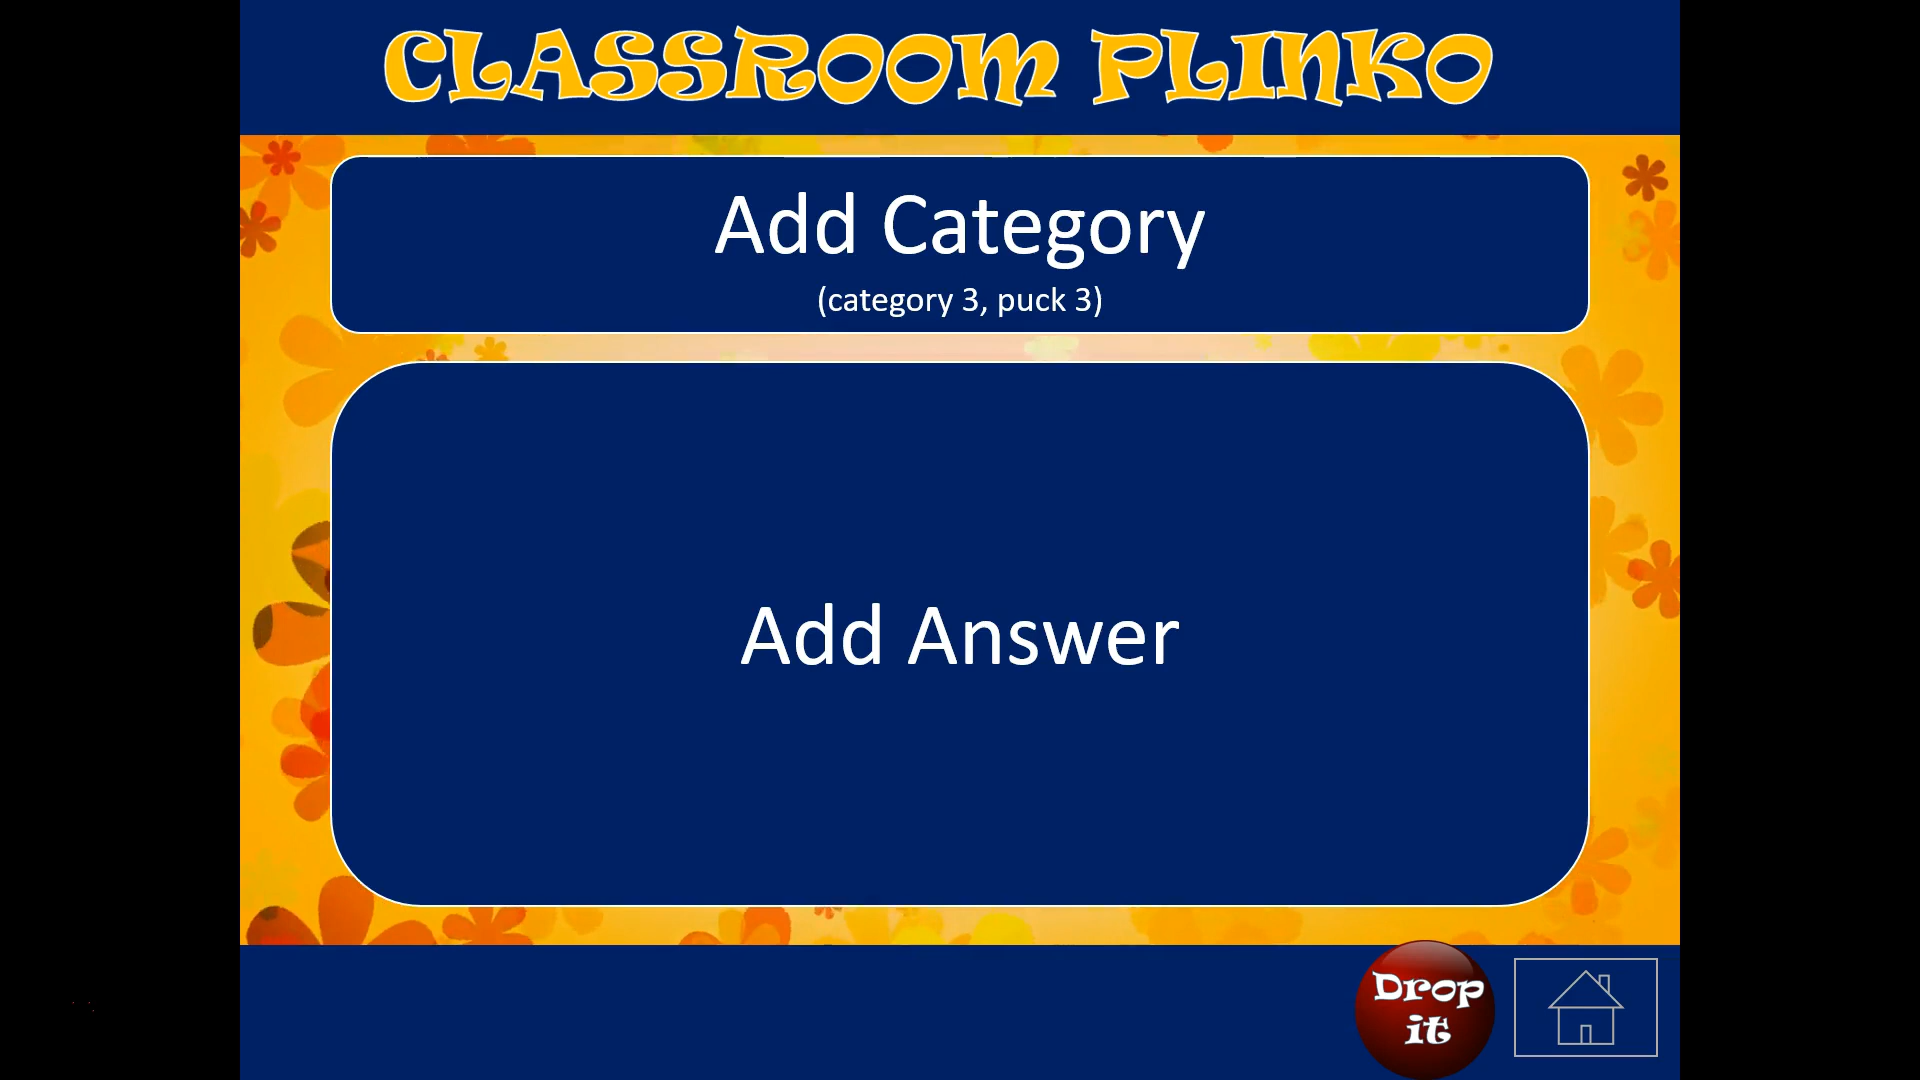 CLASSROOM PLINKO
Add Category
(category 3, puck 3)
Add Answer
Drop
it